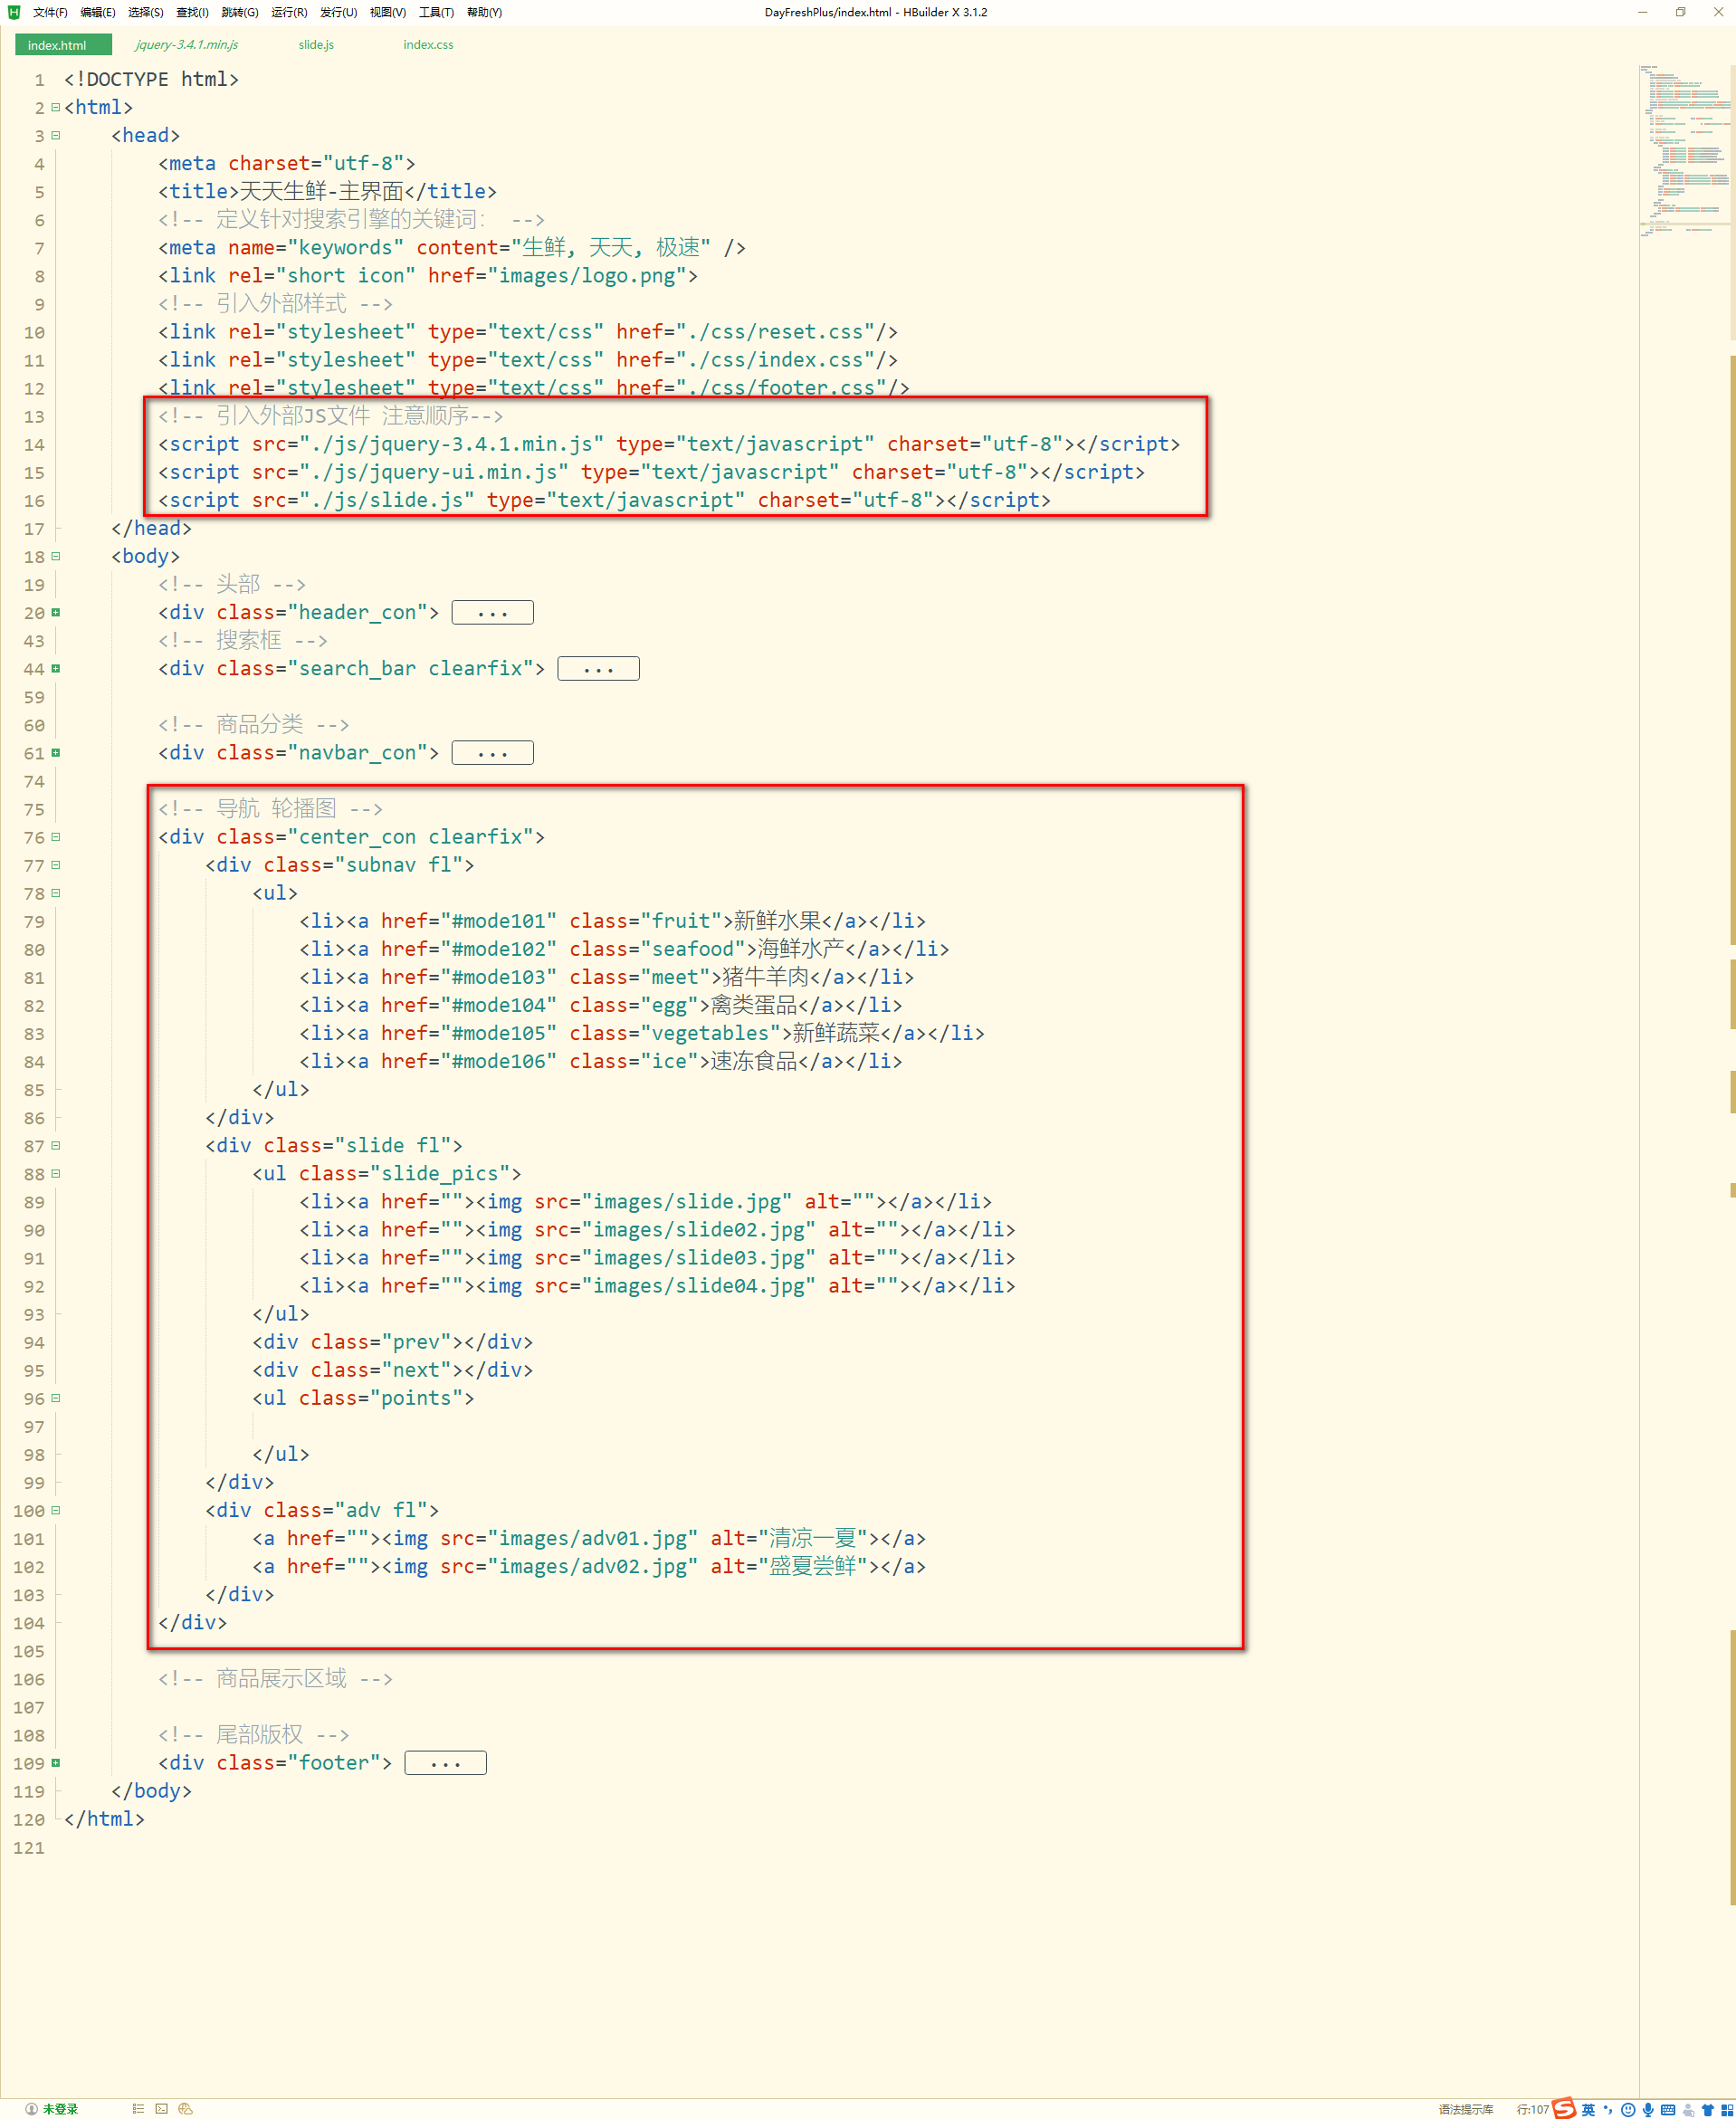 文件(F) 编辑(E) 选择(S) 查找(I) 跳转(G) 运行(R) 发行(U) 视图(V) 工具(T) 帮助(Y) DayFreshPlus/index.html - HBuilder X 3.1.2
index.html jquery-3.4.1.min.js slide.js index.css
1 <!DOCTYPE html>
2 <html>
3 <head>
4 <meta charset="utf-8">
5 <title>天天生鲜-主界面</title>
6 <!-- 定义针对搜索引擎的关键词： -->
7 <meta name="keywords" content="生鲜, 天天, 极速" />
8 <link rel="short icon" href="images/logo.png">
9 <!-- 引入外部样式 -->
10 <link rel="stylesheet" type="text/css" href="./css/reset.css"/>
11 <link rel="stylesheet" type="text/css" href="./css/index.css"/>
12 <link rel="stylesheet" type="text/css" href="./css/footer.css"/>
13 <!-- 引入外部JS文件 注意顺序-->
14 <script src="./js/jquery-3.4.1.min.js" type="text/javascript" charset="utf-8"></script>
15 <script src="./js/jquery-ui.min.js" type="text/javascript" charset="utf-8"></script>
16 <script src="./js/slide.js" type="text/javascript" charset="utf-8"></script>
17 </head>
18 <body>
19 <!-- 头部 -->
20 <div class="header_con"> ...
43 <!-- 搜索框 -->
44 <div class="search_bar clearfix"> ...
59
60 <!-- 商品分类 -->
61 <div class="navbar_con"> ...
74
75 <!-- 导航 轮播图 -->
76 <div class="center_con clearfix">
77 <div class="subnav fl">
78 <ul>
79 <li><a href="#mode101" class="fruit">新鲜水果</a></li>
80 <li><a href="#mode102" class="seafood">海鲜水产</a></li>
81 <li><a href="#mode103" class="meet">猪牛羊肉</a></li>
82 <li><a href="#mode104" class="egg">禽类蛋品</a></li>
83 <li><a href="#mode105" class="vegetables">新鲜蔬菜</a></li>
84 <li><a href="#mode106" class="ice">速冻食品</a></li>
85 </ul>
86 </div>
87 <div class="slide fl">
88 <ul class="slide_pics">
89 <li><a href=""><img src="images/slide.jpg" alt=""></a></li>
90 <li><a href=""><img src="images/slide02.jpg" alt=""></a></li>
91 <li><a href=""><img src="images/slide03.jpg" alt=""></a></li>
92 <li><a href=""><img src="images/slide04.jpg" alt=""></a></li>
93 </ul>
94 <div class="prev"></div>
95 <div class="next"></div>
96 <ul class="points">
97
98 </ul>
99 </div>
100 <div class="adv fl">
101 <a href=""><img src="images/adv01.jpg" alt="清凉一夏"></a>
102 <a href=""><img src="images/adv02.jpg" alt="盛夏尝鲜"></a>
103 </div>
104 </div>
105
106 <!-- 商品展示区域 -->
107
108 <!-- 尾部版权 -->
109 <div class="footer"> ...
119 </body>
120 </html>
121
未登录 语法提示库 行:107 英